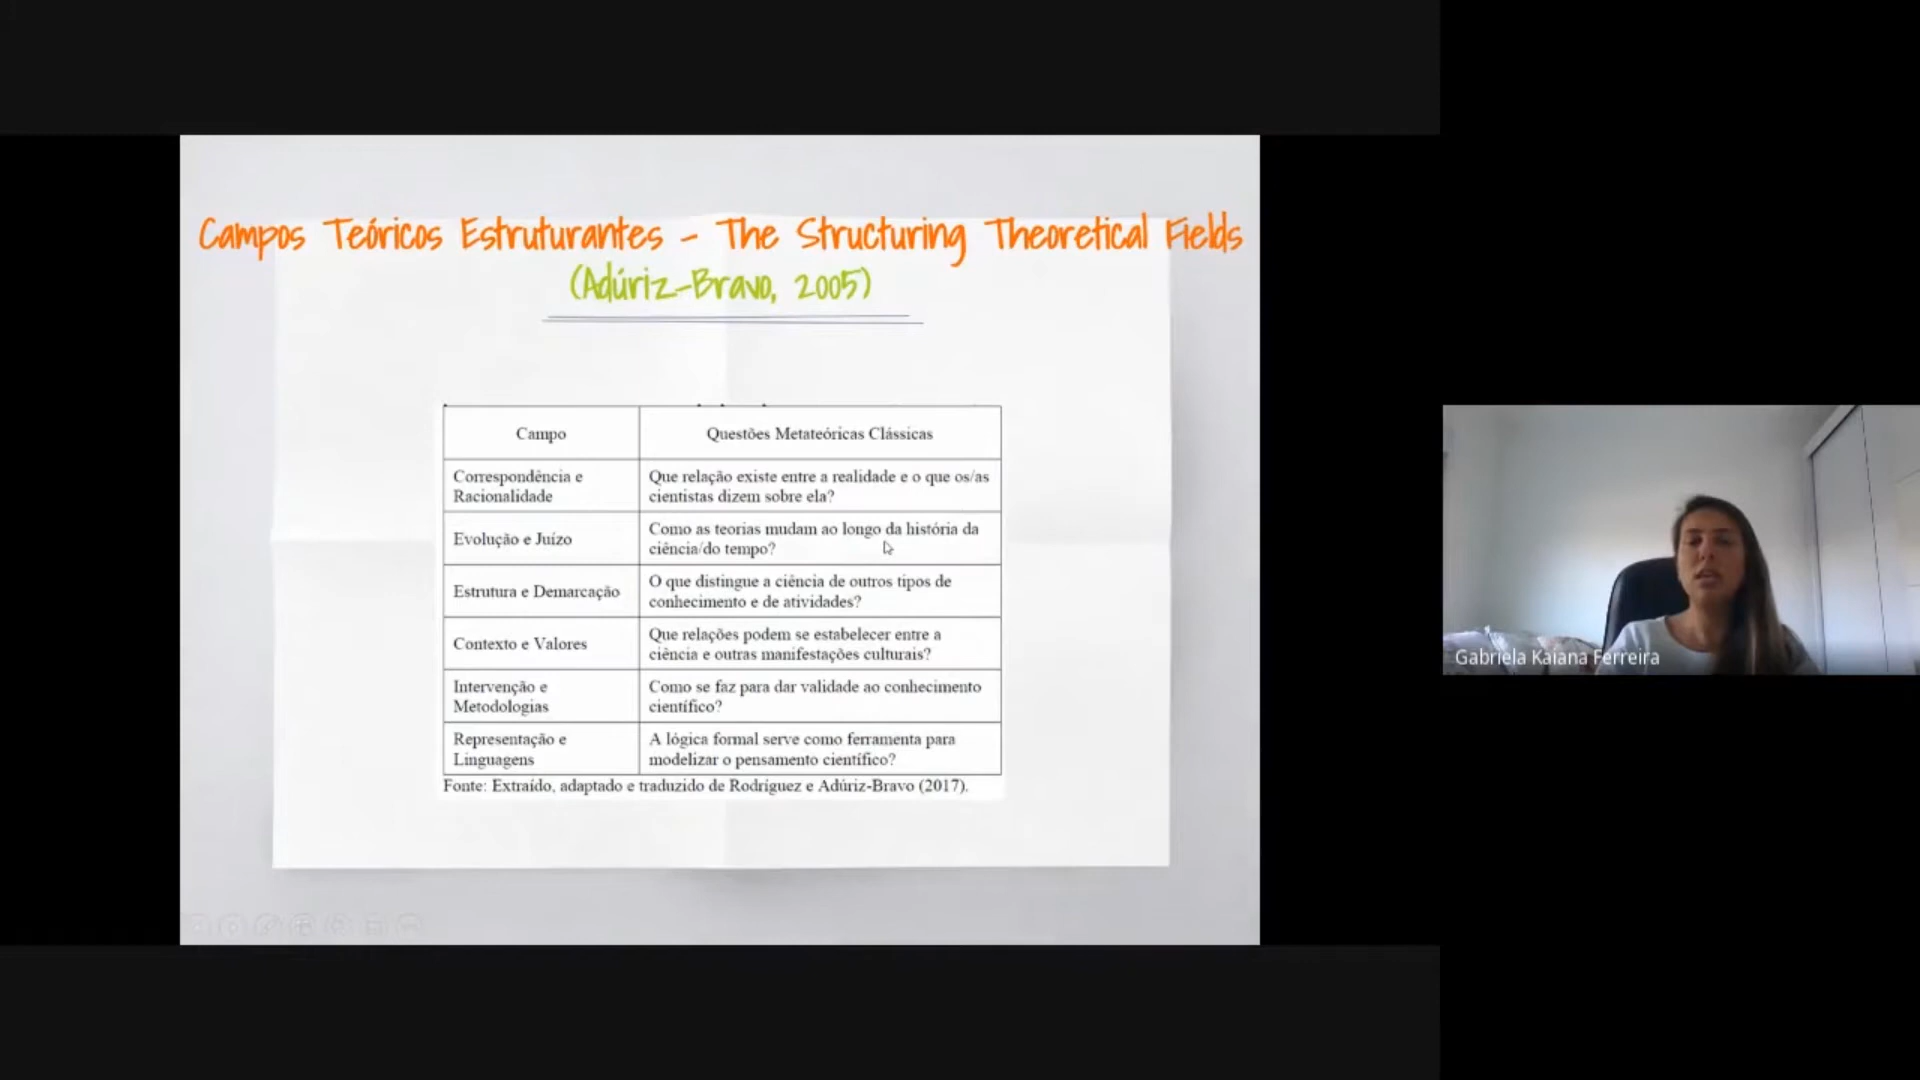 Campos Teóricos Estruturantes - The Structuring Theoretical Fields
(Adúriz-Bravo, 2005)
Campo
Questões Metateóricas Clássicas
Correspondência e
Racionalidade
Que relação existe entre a realidade e o que os/as
cientistas dizem sobre ela?
Evolução e Juízo
Como as teorias mudam ao longo da história da
ciência/do tempo?
Estrutura e Demarcação
O que distingue a ciência de outros tipos de
conhecimento e de atividades?
Contexto e Valores
Que relações podem se estabelecer entre a
ciência e outras manifestações culturais?
Intervenção e
Metodologias
Como se faz para dar validade ao conhecimento
científico?
Representação e
Linguagens
A lógica formal serve como ferramenta para
modelizar o pensamento científico?
Fonte: Extraído, adaptado e traduzido de Rodríguez e Adúriz-Bravo (2017).
Gabriela Kaiana Ferreira